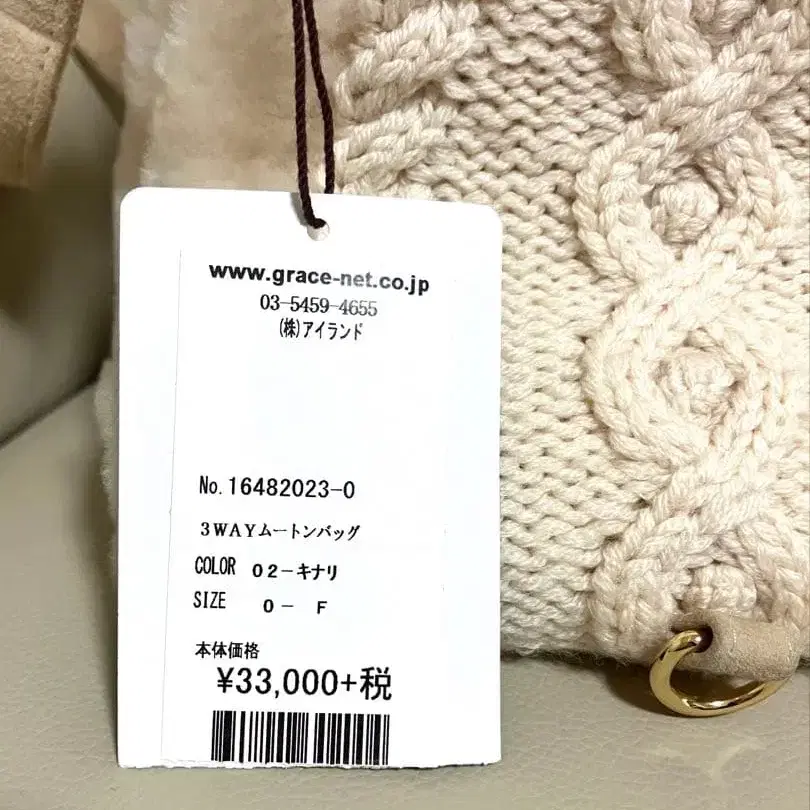 www.grace-net.co.jp
03-5459-4655
(株)アイランド
No. 16482023-0
3WAYムートンバッグ
COLOR 02-キナリ
SIZE 0- F
本体価格
¥33,000+税